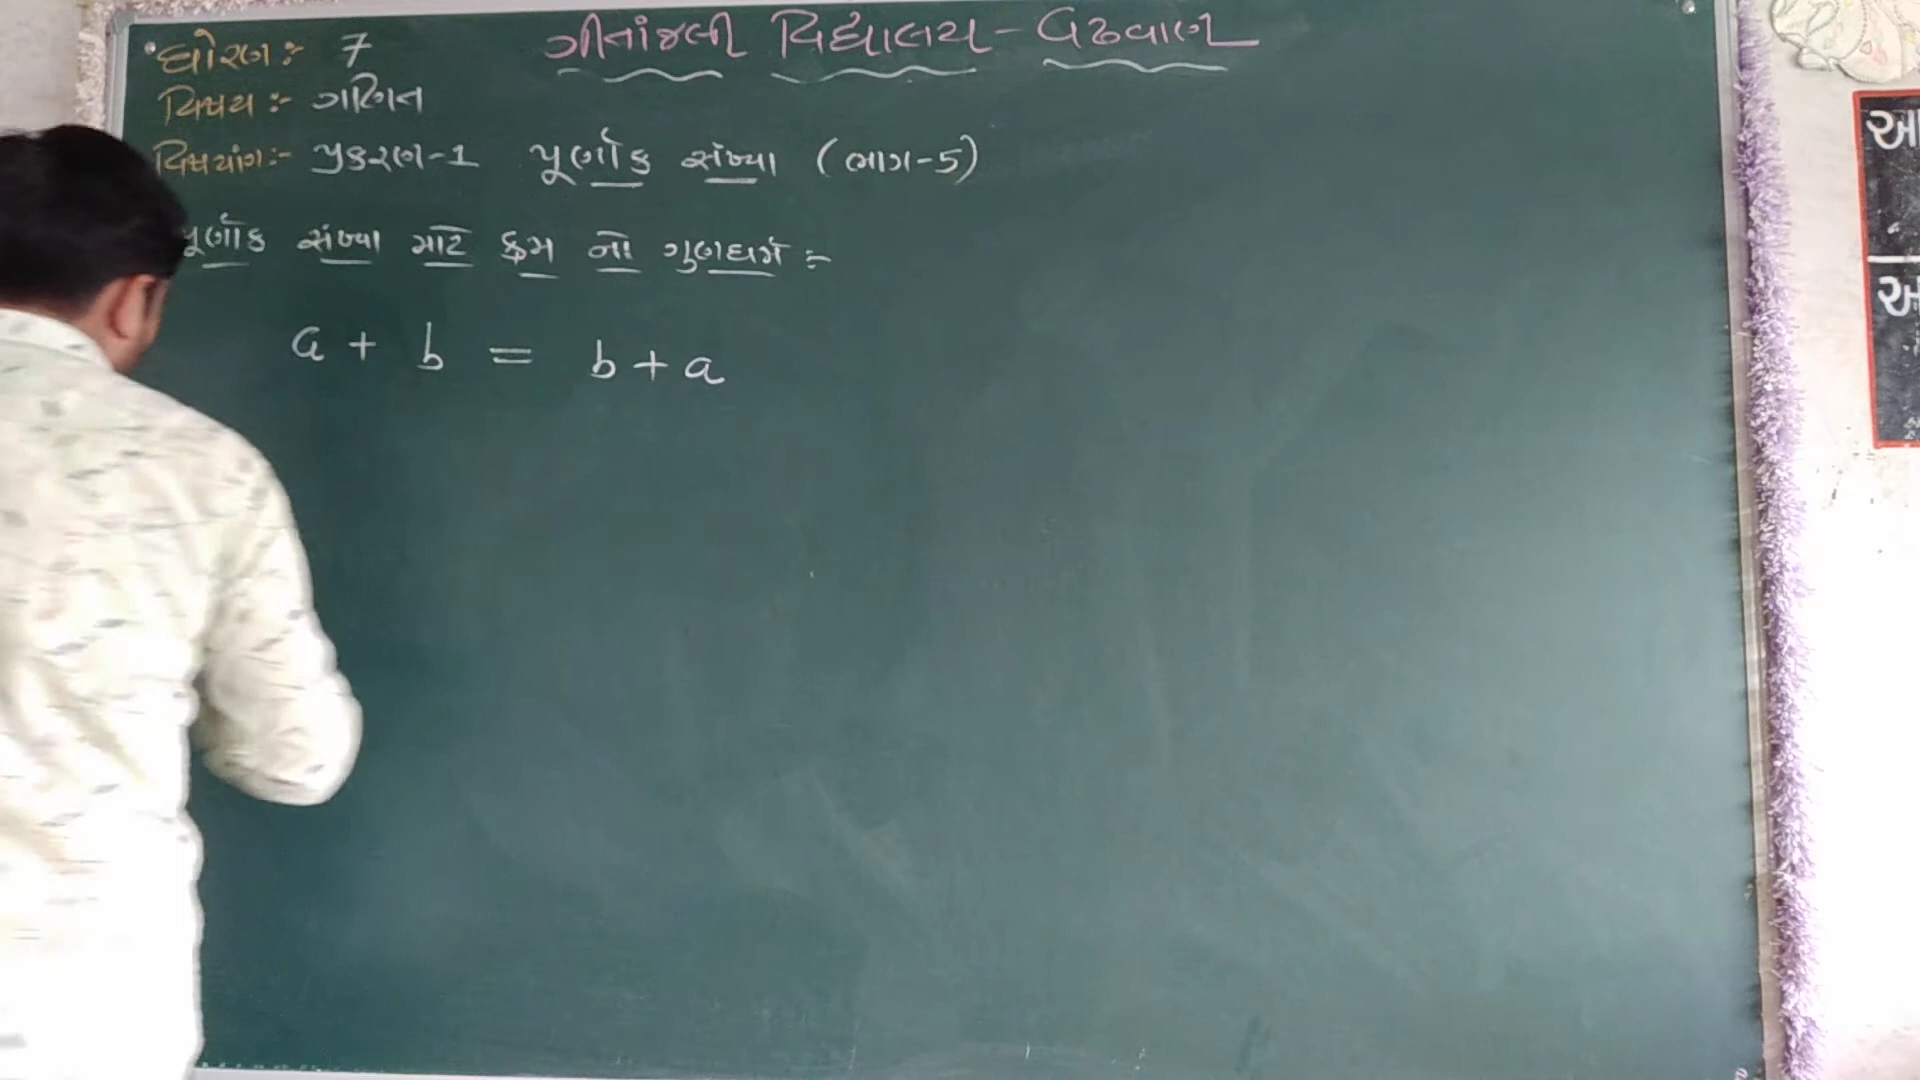 ગીતાંજલી વિદ્યાલય - વઢવાણ
ધોરણ :- 7
વિષય :- ગણિત
વિષયાંગ :- પ્રકરણ-1 પૂર્ણાંક સંખ્યા (ભાગ-5)
પૂર્ણાંક સંખ્યા માટે ક્રમ નો ગુણધર્મ :-
a + b = b + a